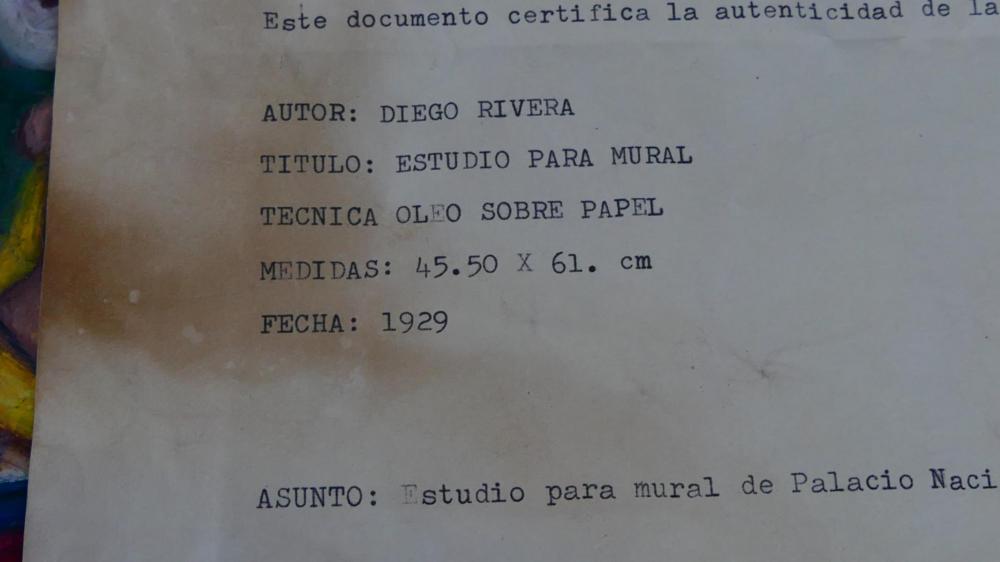 Este documento certifica la autenticidad de la
AUTOR: DIEGO RIVERA
TITULO: ESTUDIO PARA MURAL
TECNICA OLEO SOBRE PAPEL
MEDIDAS: 45.50 X 61. cm
FECHA: 1929
ASUNTO: Estudio para mural de Palacio Naci